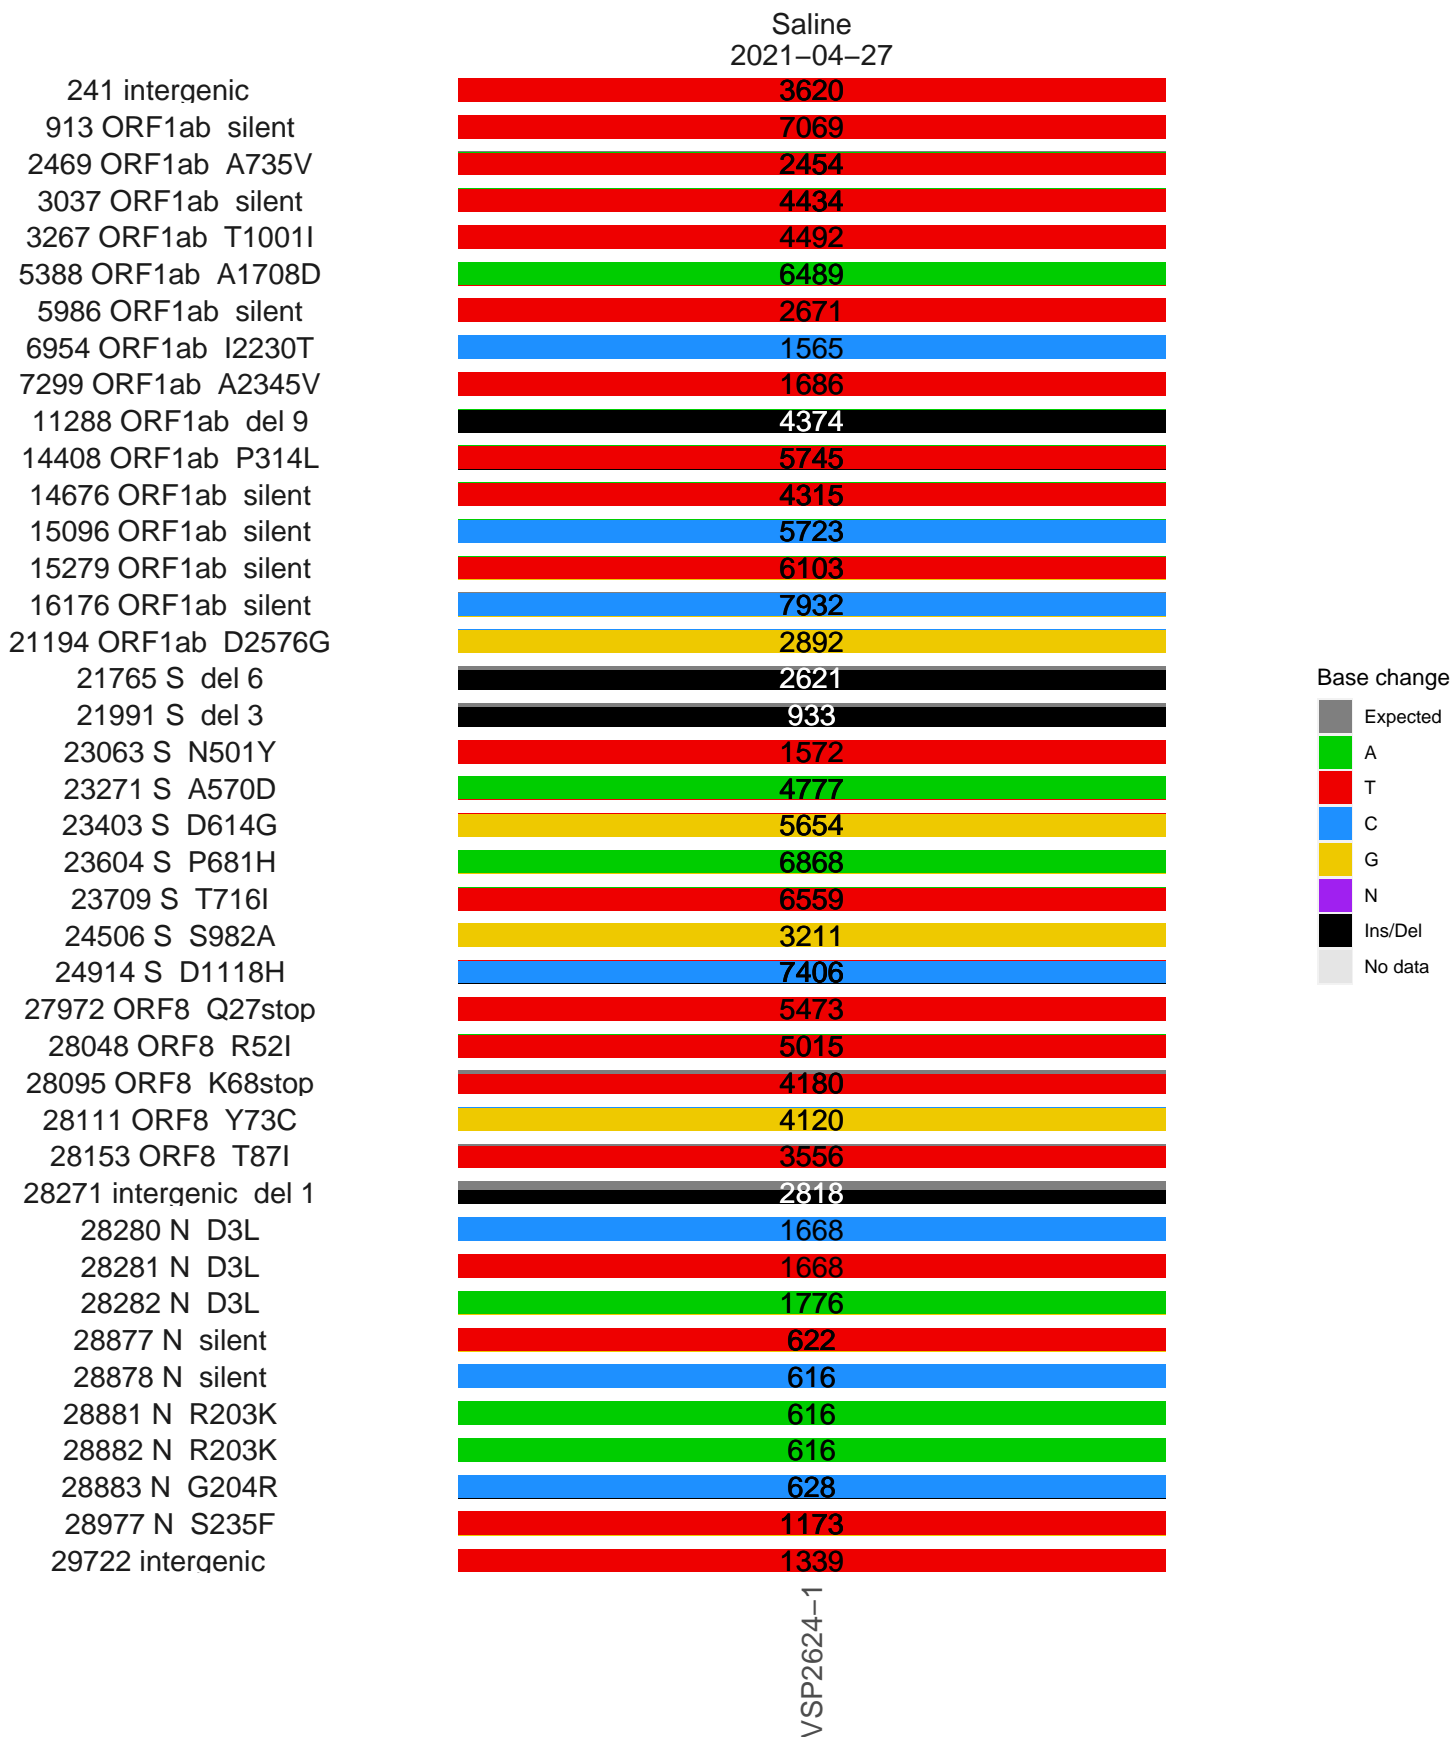 Saline
2021−04−27
241 intergenic 3620
913 ORF1ab silent 7069
2469 ORF1ab A735V 2454
3037 ORF1ab silent 4434
3267 ORF1ab T1001I 4492
5388 ORF1ab A1708D 6489
5986 ORF1ab silent 2671
6954 ORF1ab I2230T 1565
7299 ORF1ab A2345V 1686
11288 ORF1ab del 9 4374
14408 ORF1ab P314L 5745
14676 ORF1ab silent 4315
15096 ORF1ab silent 5723
15279 ORF1ab silent 6103
16176 ORF1ab silent 7932
21194 ORF1ab D2576G 2892
21765 S del 6 2621
21991 S del 3 933
23063 S N501Y 1572
23271 S A570D 4777
23403 S D614G 5654
23604 S P681H 6868
23709 S T716I 6559
24506 S S982A 3211
24914 S D1118H 7406
27972 ORF8 Q27stop 5473
28048 ORF8 R52I 5015
28095 ORF8 K68stop 4180
28111 ORF8 Y73C 4120
28153 ORF8 T87I 3556
28271 intergenic del 1 2818
28280 N D3L 1668
28281 N D3L 1668
28282 N D3L 1776
28877 N silent 622
28878 N silent 616
28881 N R203K 616
28882 N R203K 616
28883 N G204R 628
28977 N S235F 1173
29722 intergenic 1339
VSP2624−1
Base change
Expected
A
T
C
G
N
Ins/Del
No data